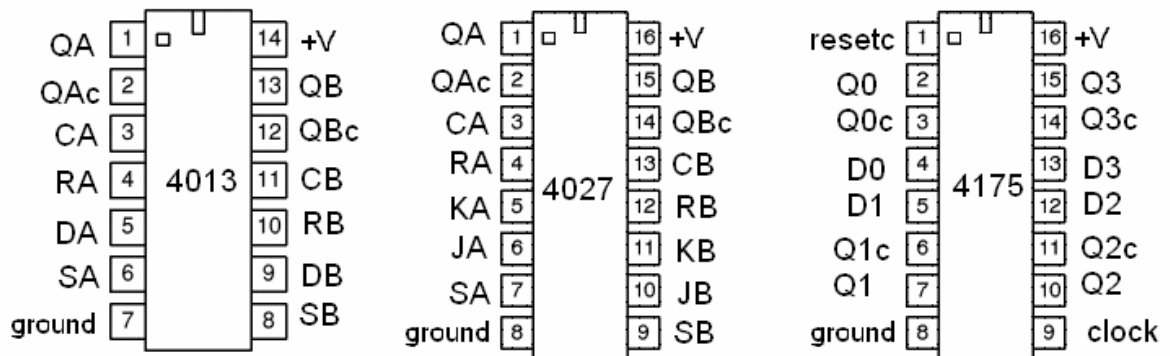 QA 1 14 +V
QAc 2 13 QB
CA 3 12 QBc
RA 4 11 CB
4013
DA 5 10 RB
SA 6 9 DB
ground 7 8 SB
QA 1 16 +V
QAc 2 15 QB
CA 3 14 QBc
RA 4 13 CB
4027
KA 5 12 RB
JA 6 11 KB
SA 7 10 JB
ground 8 9 SB
resetc 1 16 +V
Q0 2 15 Q3
Q0c 3 14 Q3c
D0 4 13 D3
4175
D1 5 12 D2
Q1c 6 11 Q2c
Q1 7 10 Q2
ground 8 9 clock